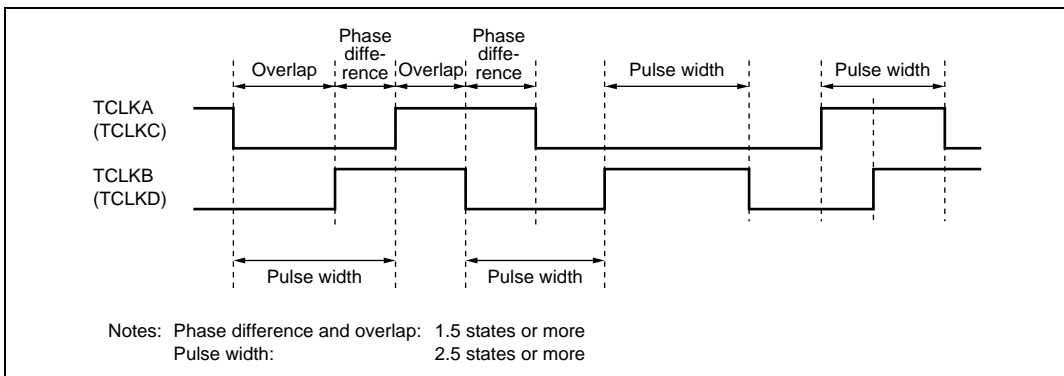 Phase
diffe-
rence
Phase
diffe-
rence
Overlap
Overlap
Pulse width
Pulse width
TCLKA
(TCLKC)
TCLKB
(TCLKD)
Pulse width
Pulse width
Notes: Phase difference and overlap: 1.5 states or more
Pulse width: 2.5 states or more